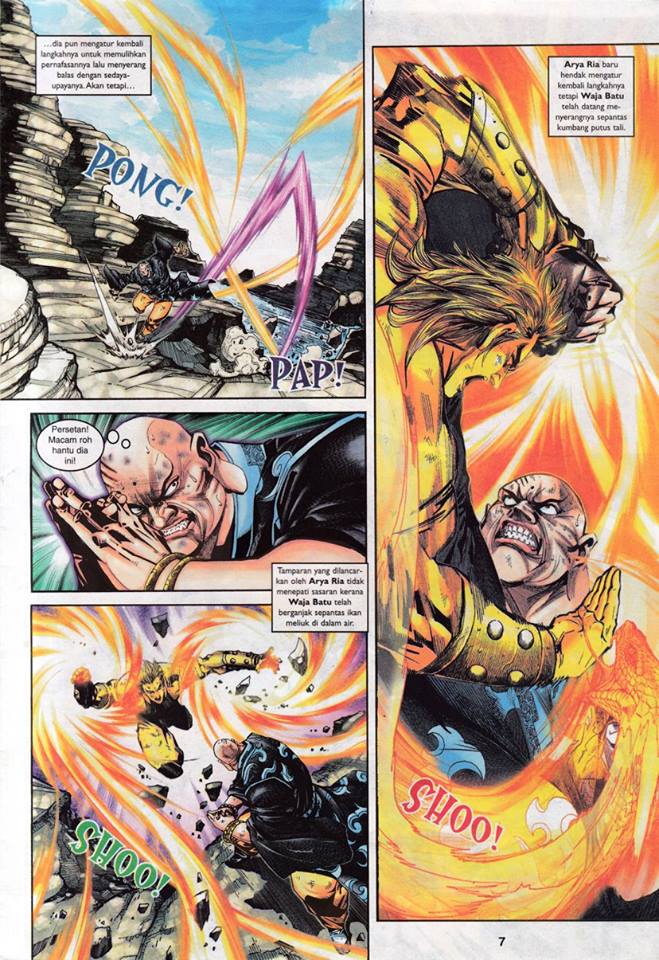 ...dia pun mengatur kembali
langkahnya untuk memulihkan
pernafasannya lalu menyerang
balas dengan sedaya-
upayanya. Akan tetapi...
PONG!
PAP!
Persetan!
Macam roh
hantu dia
ini!
Tamparan yang dilancar-
kan oleh Arya Ria tidak
menepati sasaran kerana
Waja Batu telah
berganjak sepantas ikan
meliuk di dalam air.
SHOO!
Arya Ria baru
hendak mengatur
kembali langkahnya
tetapi Waja Batu
telah datang me-
nyerangnya sepantas
kumbang putus tali.
SHOO!
7